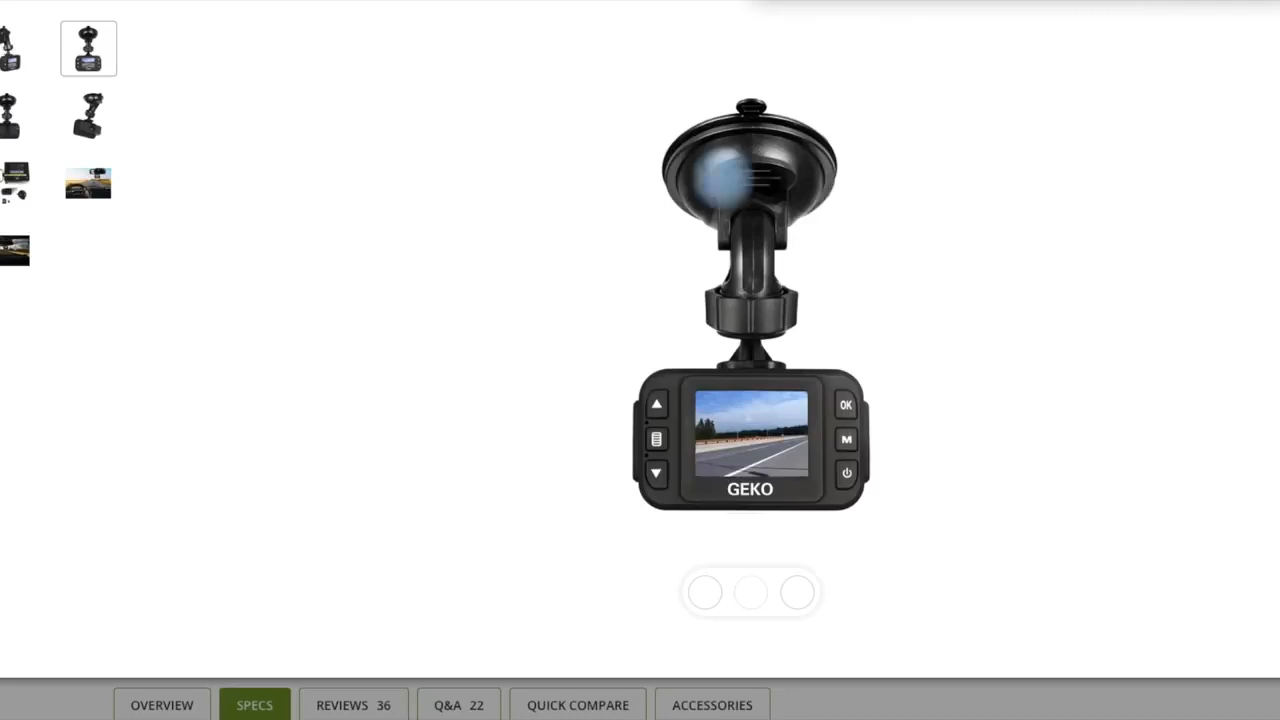 OK
M
GEKO
OVERVIEW
SPECS
REVIEWS 36
Q&A 22
QUICK COMPARE
ACCESSORIES